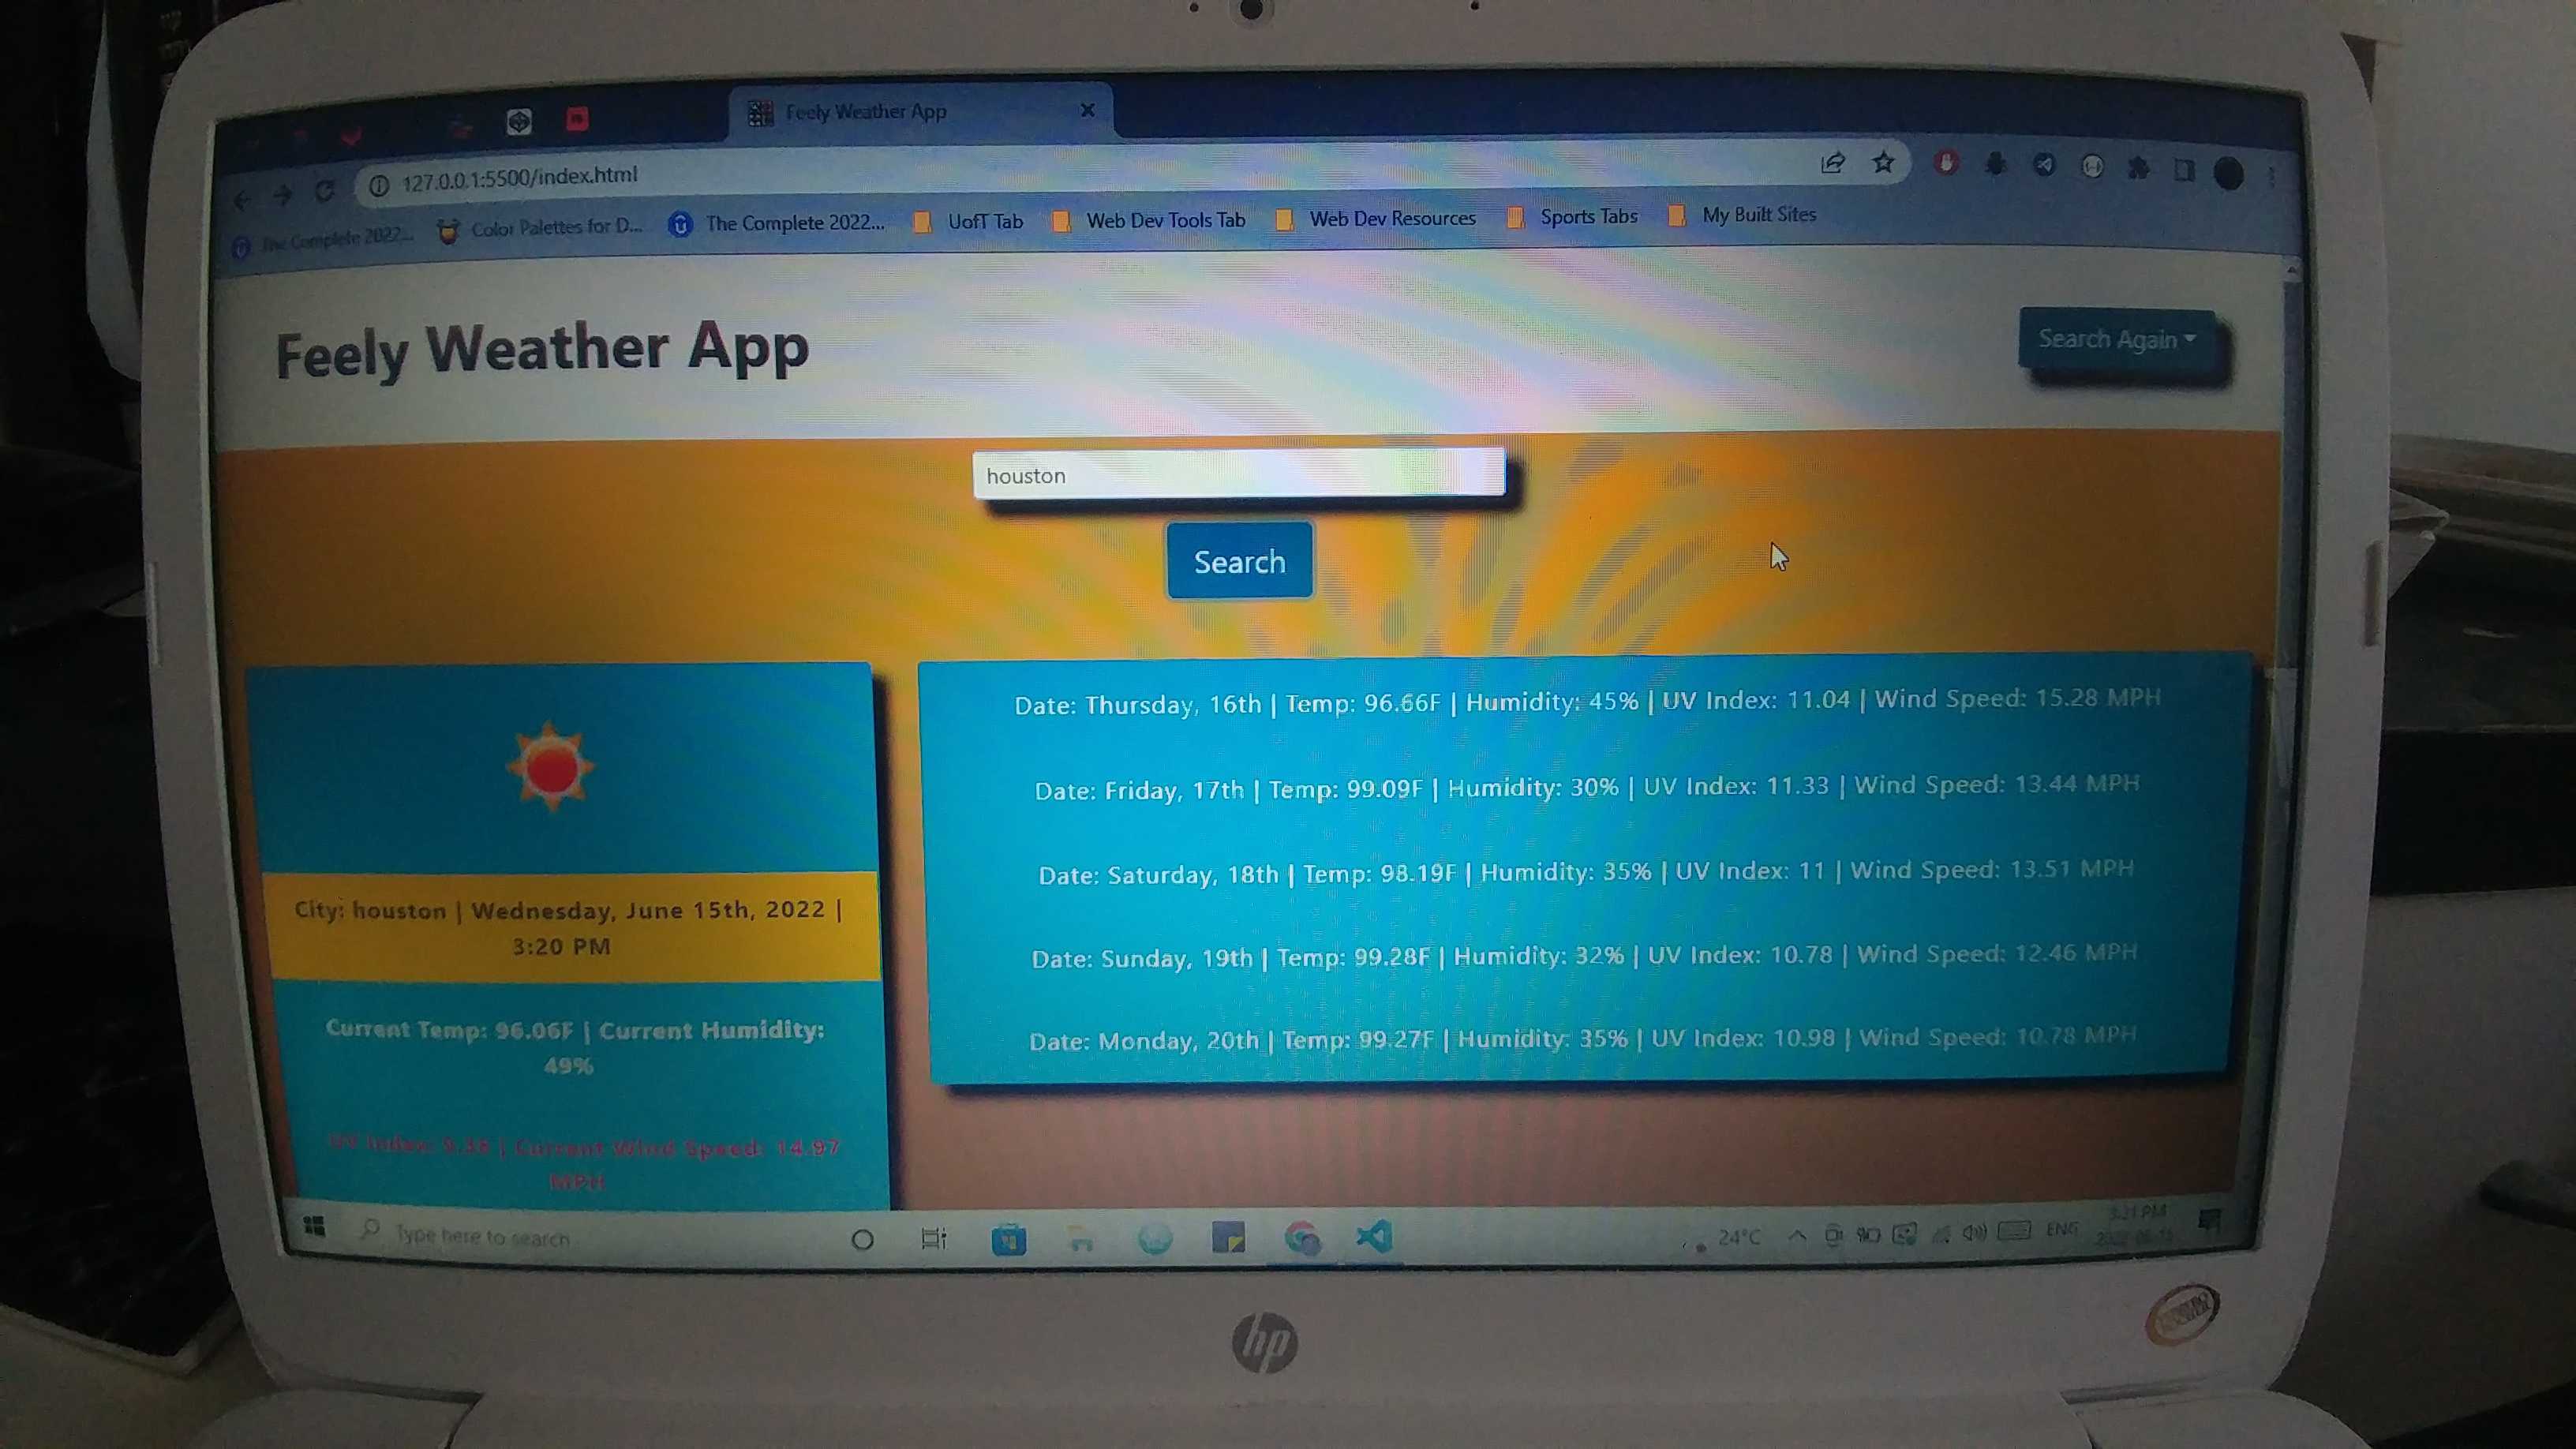 Feely Weather App
127.0.0.1:5500/index.html
The Complete 2022... Color Palettes for D... The Complete 2022... UofT Tab Web Dev Tools Tab Web Dev Resources Sports Tabs My Built Sites
Feely Weather App
Search Again
houston
Search
City: houston | Wednesday, June 15th, 2022 |
3:20 PM
Current Temp: 96.06F | Current Humidity:
49%
UV Index: | Current Wind Speed: 14.97
MPH
Date: Thursday, 16th | Temp: 96.66F | Humidity: 45% | UV Index: 11.04 | Wind Speed: 15.28 MPH
Date: Friday, 17th | Temp: 99.09F | Humidity: 30% | UV Index: 11.33 | Wind Speed: 13.44 MPH
Date: Saturday, 18th | Temp: 98.19F | Humidity: 35% | UV Index: 11 | Wind Speed: 13.51 MPH
Date: Sunday, 19th | Temp: 99.28F | Humidity: 32% | UV Index: 10.78 | Wind Speed: 12.46 MPH
Date: Monday, 20th | Temp: 99.27F | Humidity: 35% | UV Index: 10.98 | Wind Speed: 10.78 MPH
Type here to search
24°C
ENG
3:21 PM
hp